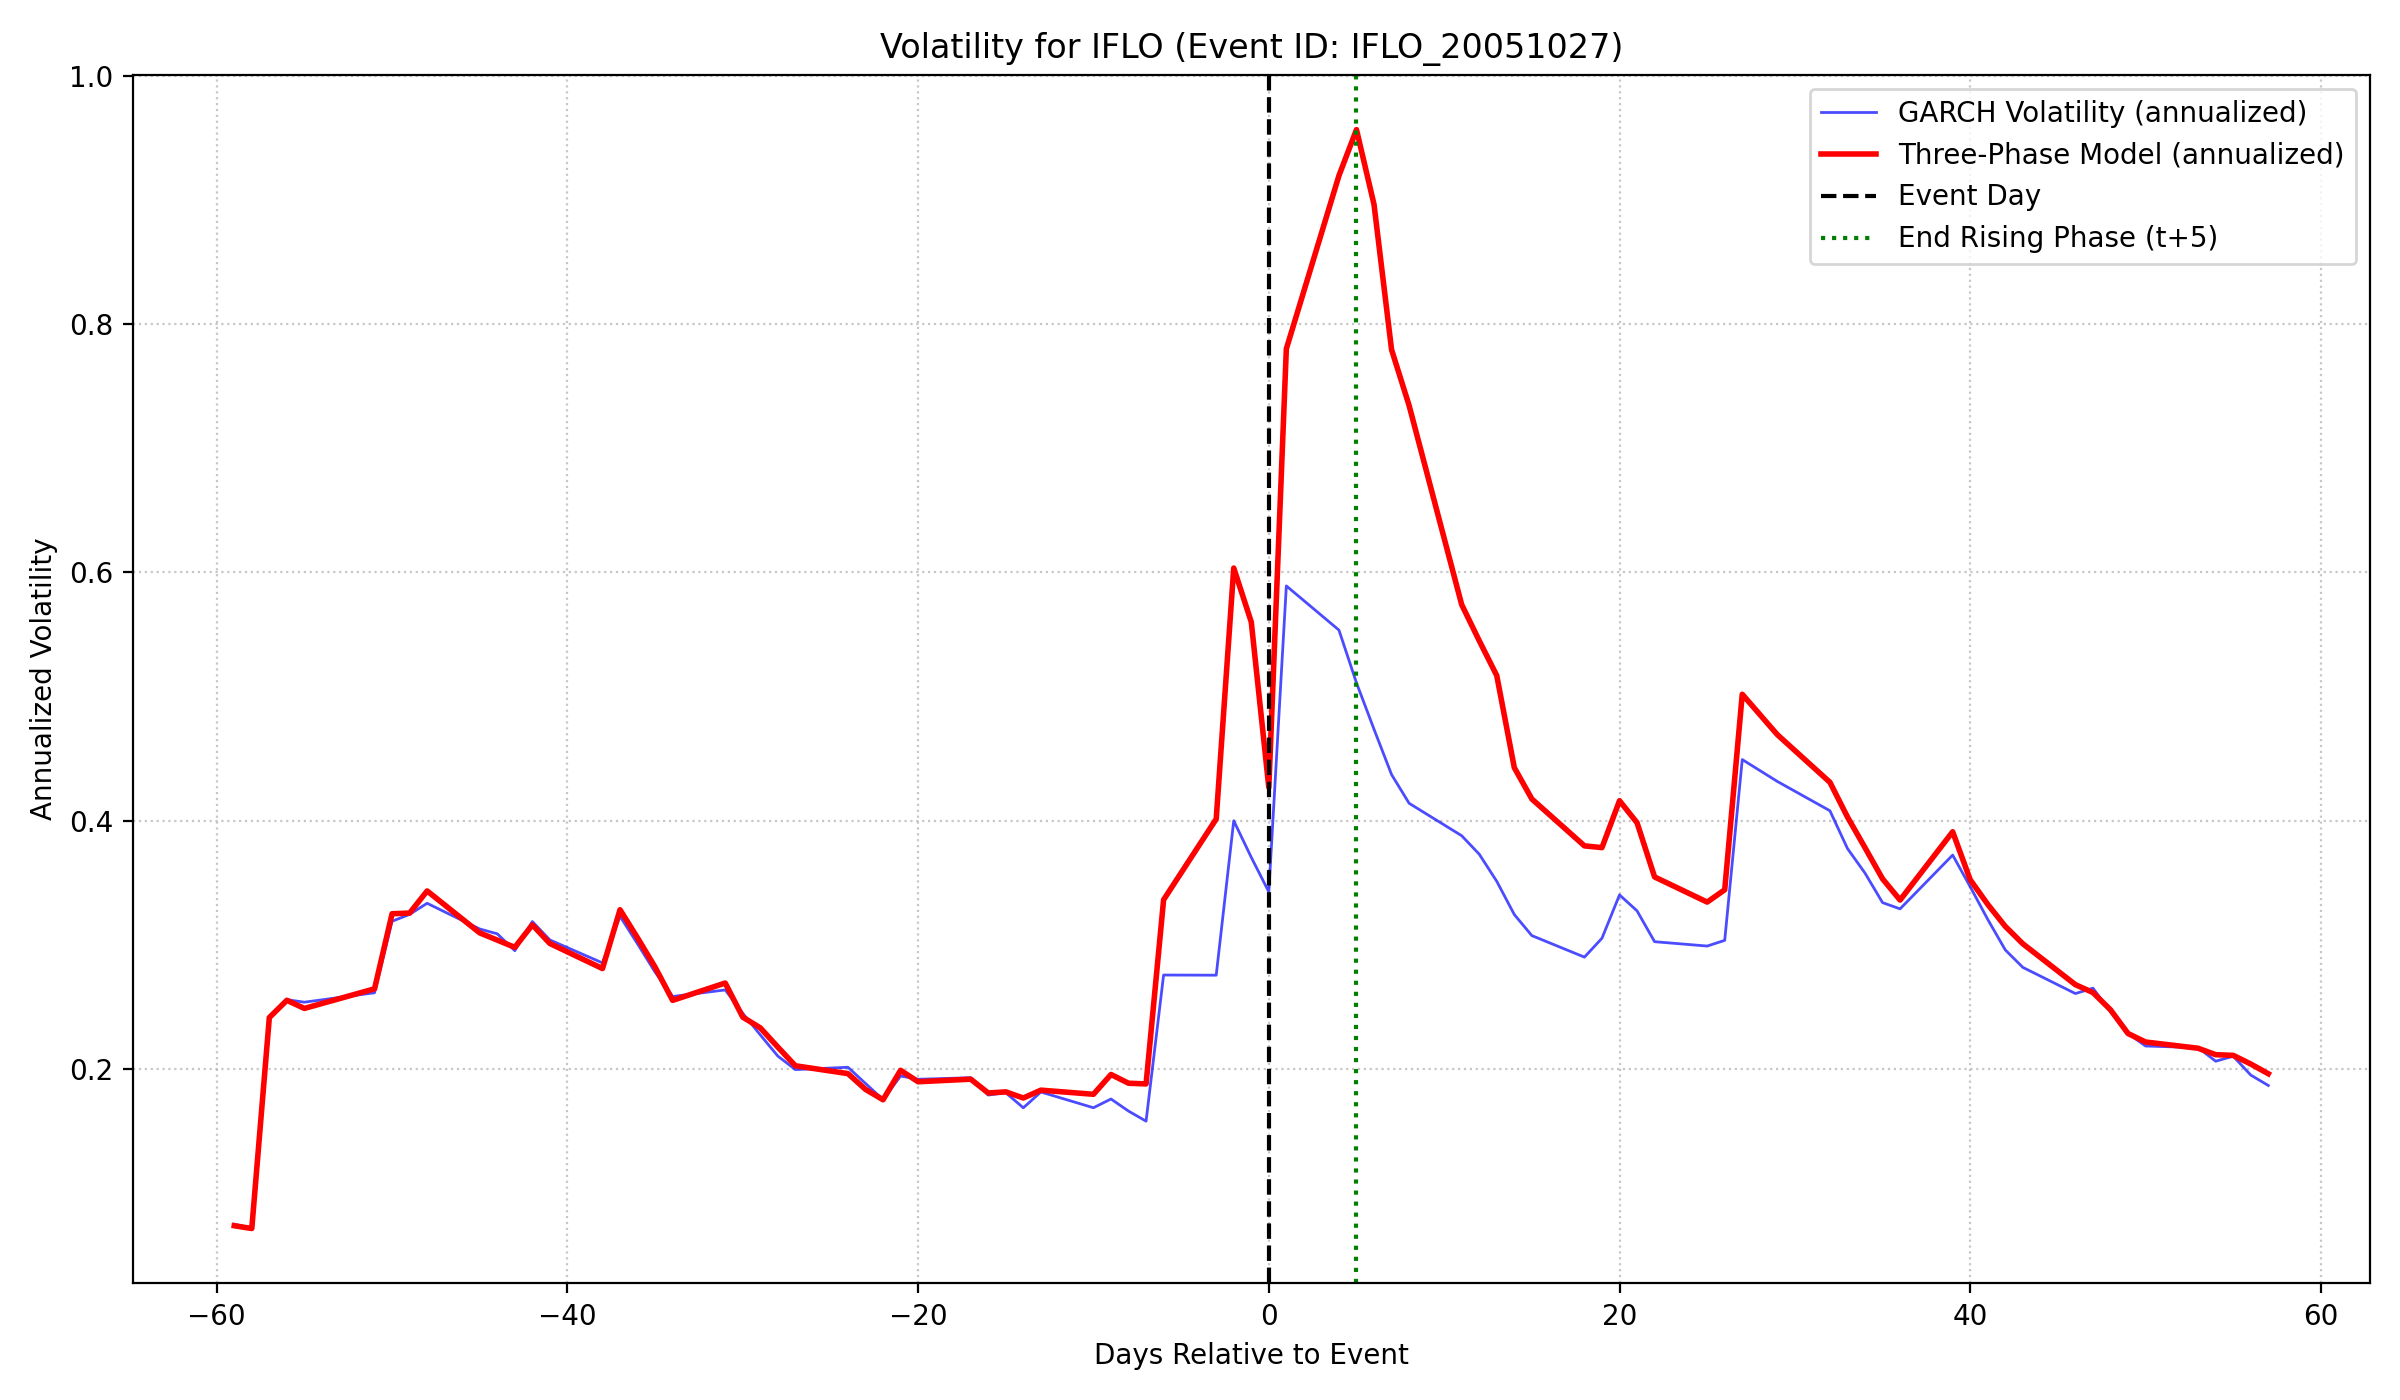 Volatility for IFLO (Event ID: IFLO_20051027)
GARCH Volatility (annualized)
Three-Phase Model (annualized)
Event Day
End Rising Phase (t+5)
Annualized Volatility
1.0
0.8
0.6
0.4
0.2
−60
−40
−20
0
20
40
60
Days Relative to Event